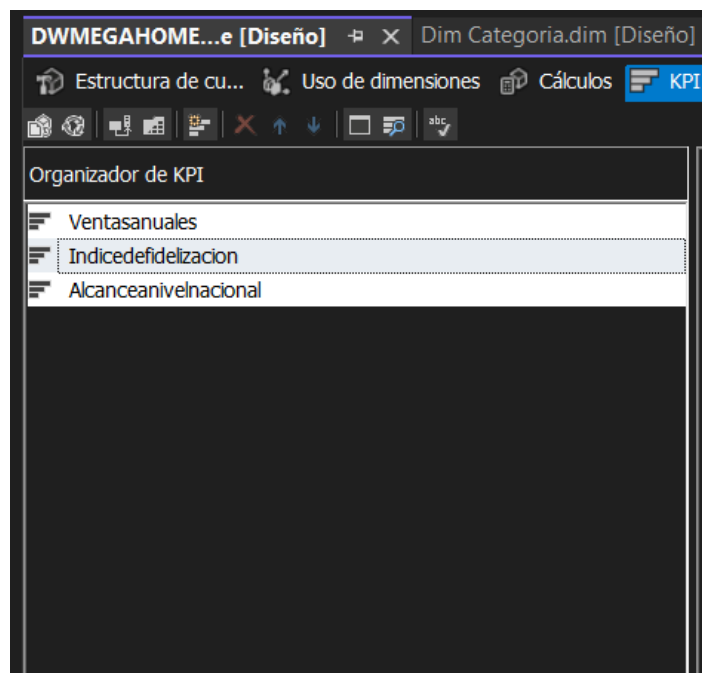 DWMEGAHOME...e [Diseño] Dim Categoria.dim [Diseño]
Estructura de cu... Uso de dimensiones Cálculos KPI
abc
Organizador de KPI
Ventasanuales
Indicedefidelizacion
Alcanceanivelnacional